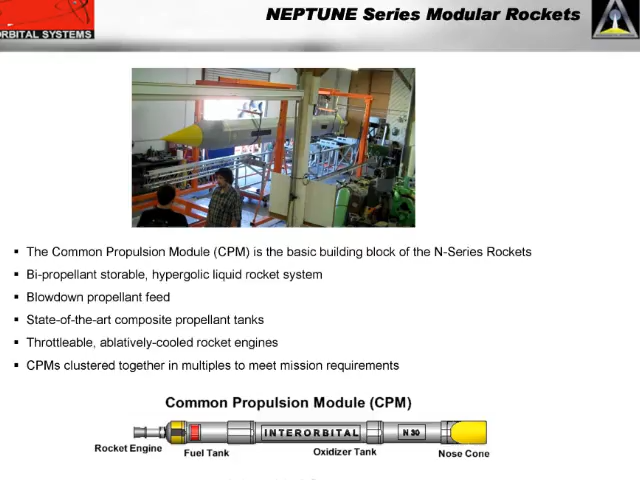 NEPTUNE Series Modular Rockets
ORBITAL SYSTEMS
▪ The Common Propulsion Module (CPM) is the basic building block of the N-Series Rockets
▪ Bi-propellant storable, hypergolic liquid rocket system
▪ Blowdown propellant feed
▪ State-of-the-art composite propellant tanks
▪ Throttleable, ablatively-cooled rocket engines
▪ CPMs clustered together in multiples to meet mission requirements
Common Propulsion Module (CPM)
INTERORBITAL
N 30
Rocket Engine
Fuel Tank
Oxidizer Tank
Nose Cone